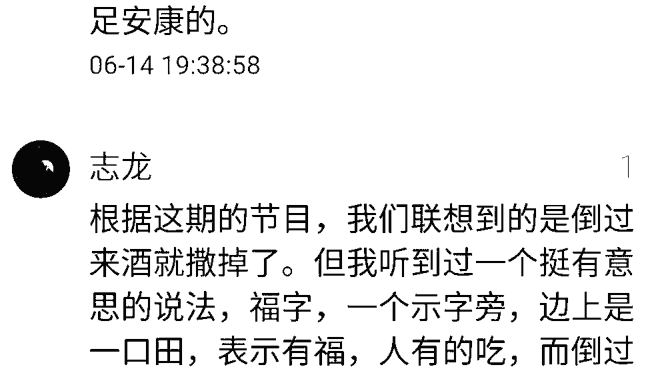 足安康的。
06-14 19:38:58
志龙 1
根据这期的节目，我们联想到的是倒过
来酒就撒掉了。但我听到过一个挺有意
思的说法，福字，一个示字旁，边上是
一口田，表示有福，人有的吃，而倒过